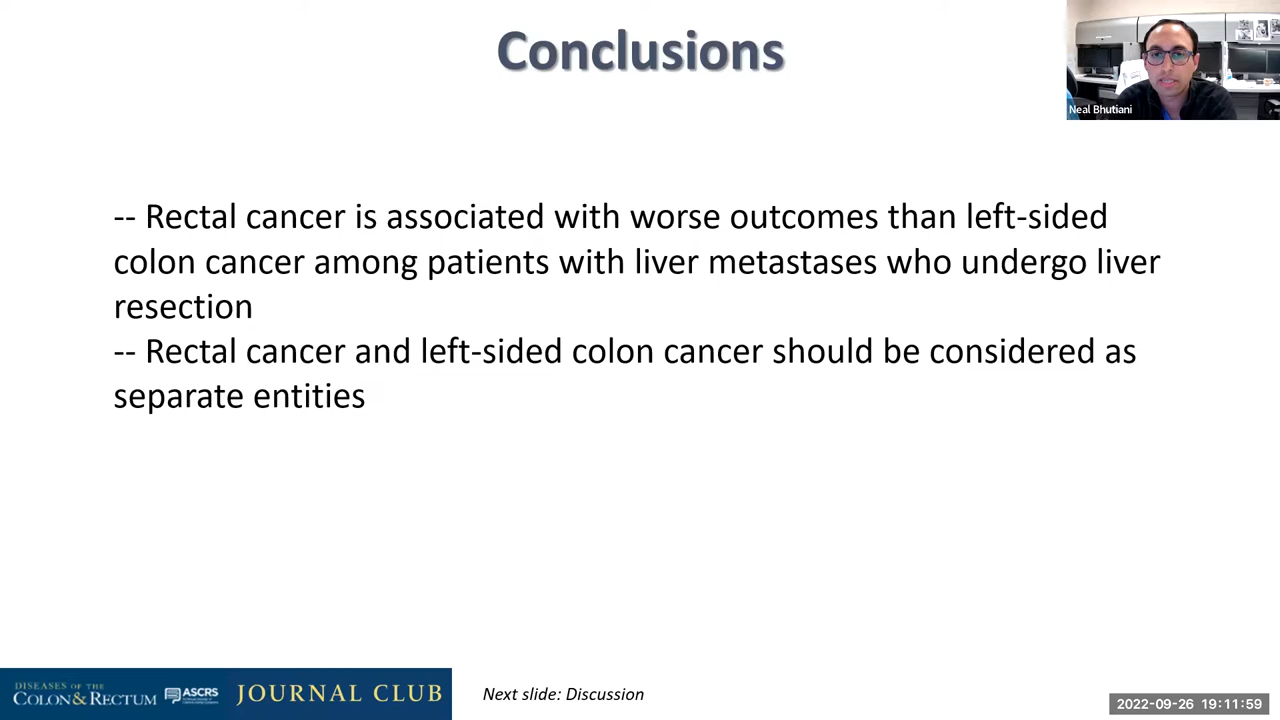 Conclusions
Neal Bhutiani
-- Rectal cancer is associated with worse outcomes than left-sided
colon cancer among patients with liver metastases who undergo liver
resection
-- Rectal cancer and left-sided colon cancer should be considered as
separate entities
DISEASES OF THE
COLON & RECTUM
ASCRS
JOURNAL CLUB
Next slide: Discussion
2022-09-26 19:11:59